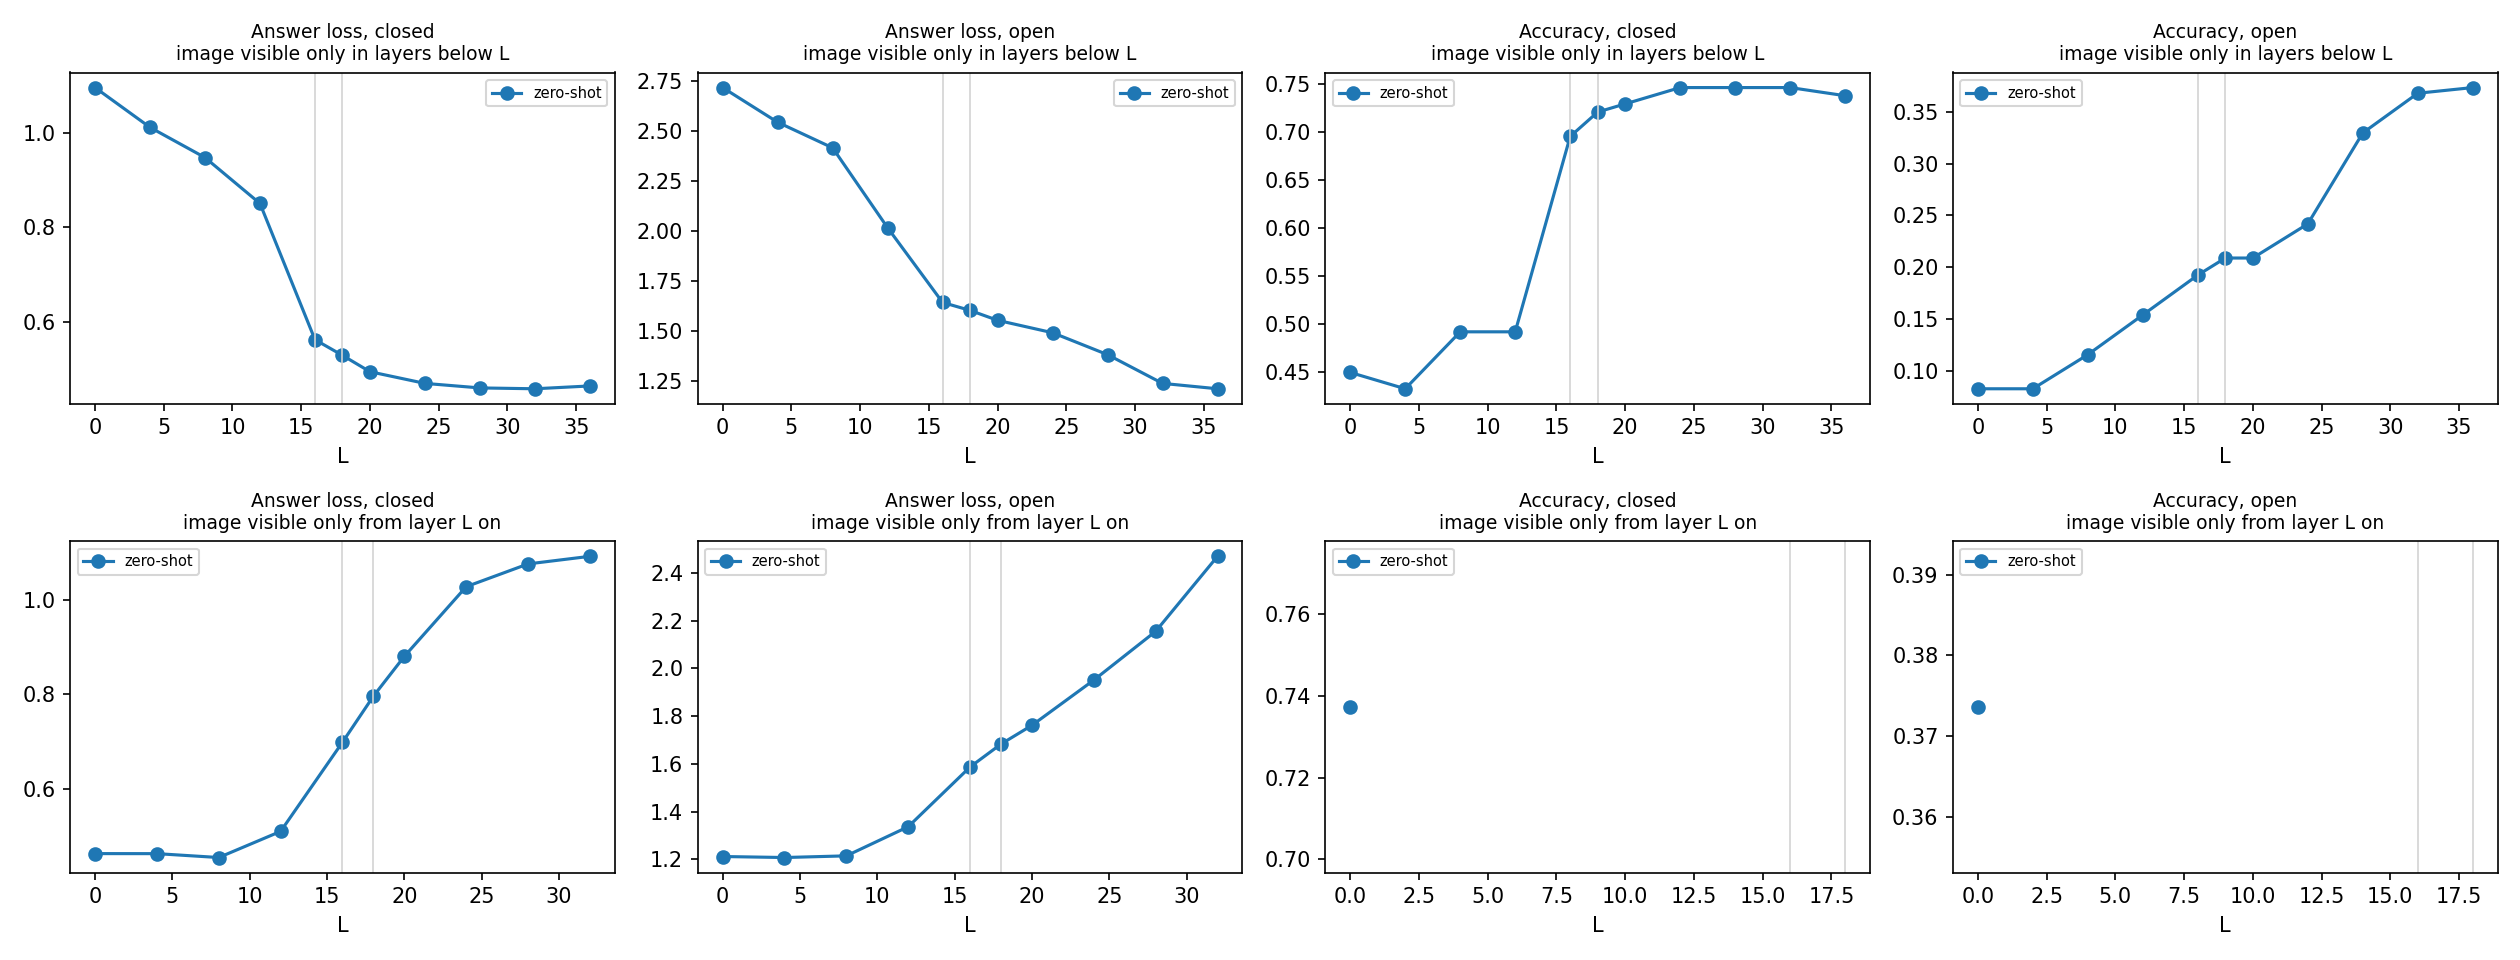 Answer loss, closed
image visible only in layers below L
zero-shot
1.0
0.8
0.6
0 5 10 15 20 25 30 35
L
Answer loss, open
image visible only in layers below L
zero-shot
2.75
2.50
2.25
2.00
1.75
1.50
1.25
0 5 10 15 20 25 30 35
L
Accuracy, closed
image visible only in layers below L
zero-shot
0.75
0.70
0.65
0.60
0.55
0.50
0.45
0 5 10 15 20 25 30 35
L
Accuracy, open
image visible only in layers below L
zero-shot
0.35
0.30
0.25
0.20
0.15
0.10
0 5 10 15 20 25 30 35
L
Answer loss, closed
image visible only from layer L on
zero-shot
1.0
0.8
0.6
0 5 10 15 20 25 30
L
Answer loss, open
image visible only from layer L on
zero-shot
2.4
2.2
2.0
1.8
1.6
1.4
1.2
0 5 10 15 20 25 30
L
Accuracy, closed
image visible only from layer L on
zero-shot
0.76
0.74
0.72
0.70
0.0 2.5 5.0 7.5 10.0 12.5 15.0 17.5
L
Accuracy, open
image visible only from layer L on
zero-shot
0.39
0.38
0.37
0.36
0.0 2.5 5.0 7.5 10.0 12.5 15.0 17.5
L